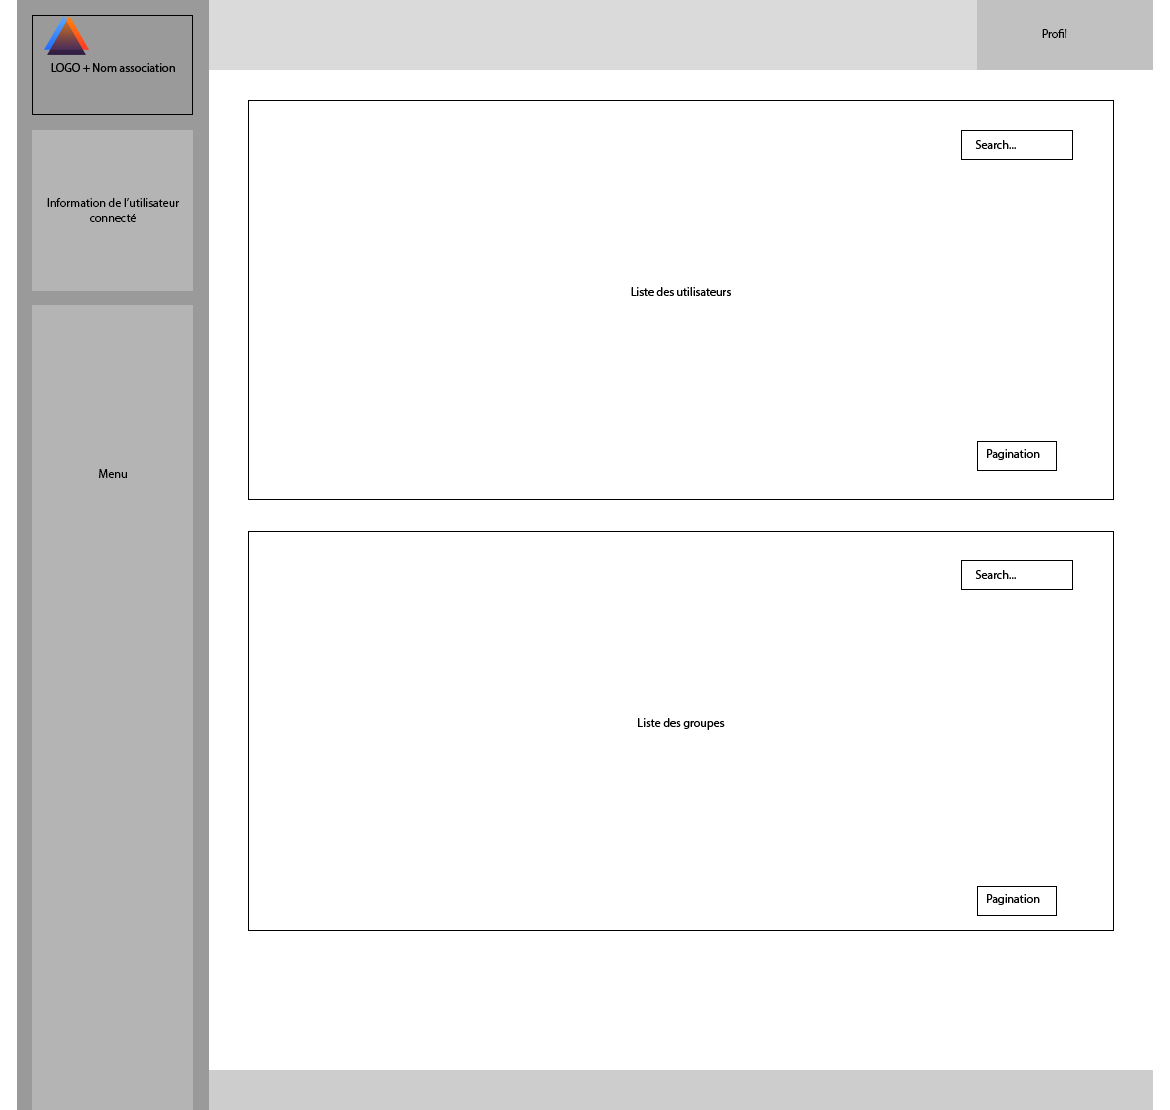 LOGO + Nom association
Profil
Information de l'utilisateur
connecté
Menu
Search...
Liste des utilisateurs
Pagination
Search...
Liste des groupes
Pagination